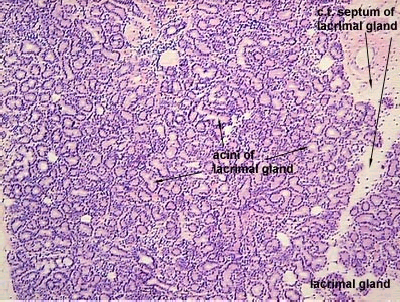 c.t. septum of
lacrimal gland
acini of
lacrimal gland
lacrimal gland